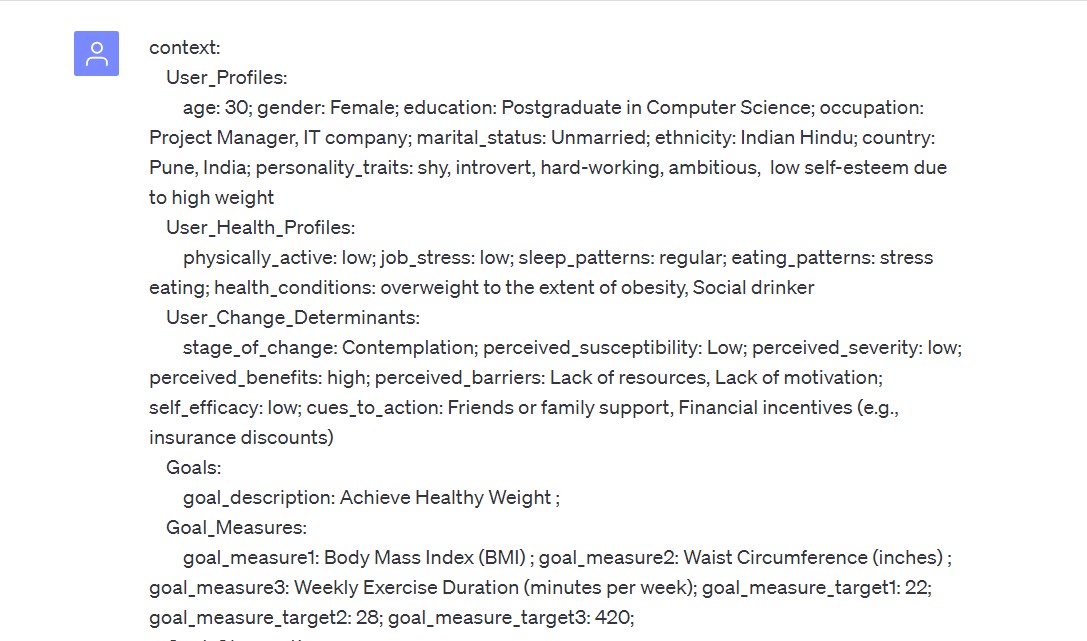 context:
User_Profiles:
age: 30; gender: Female; education: Postgraduate in Computer Science; occupation:
Project Manager, IT company; marital_status: Unmarried; ethnicity: Indian Hindu; country:
Pune, India; personality_traits: shy, introvert, hard-working, ambitious,  low self-esteem due
to high weight
User_Health_Profiles:
physically_active: low; job_stress: low; sleep_patterns: regular; eating_patterns: stress
eating; health_conditions: overweight to the extent of obesity, Social drinker
User_Change_Determinants:
stage_of_change: Contemplation; perceived_susceptibility: Low; perceived_severity: low;
perceived_benefits: high; perceived_barriers: Lack of resources, Lack of motivation;
self_efficacy: low; cues_to_action: Friends or family support, Financial incentives (e.g.,
insurance discounts)
Goals:
goal_description: Achieve Healthy Weight ;
Goal_Measures:
goal_measure1: Body Mass Index (BMI) ; goal_measure2: Waist Circumference (inches) ;
goal_measure3: Weekly Exercise Duration (minutes per week); goal_measure_target1: 22;
goal_measure_target2: 28; goal_measure_target3: 420;